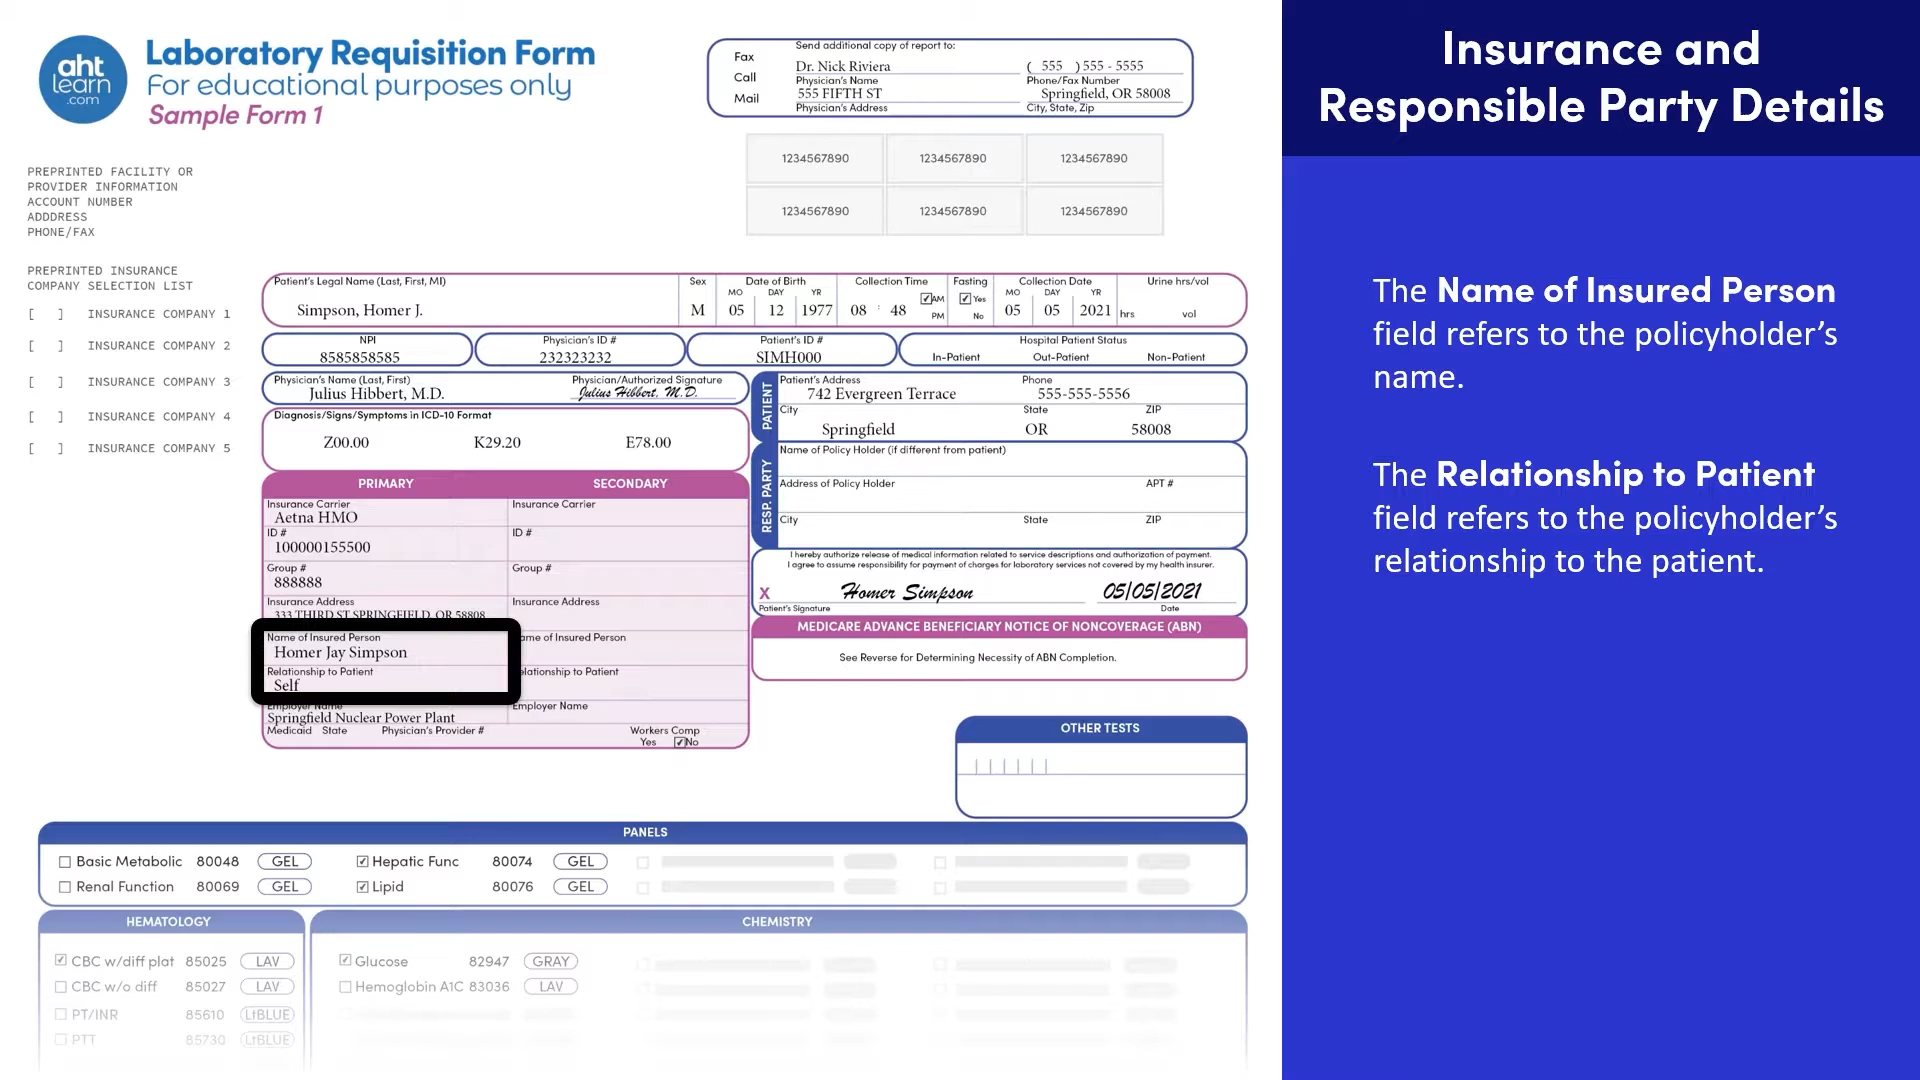 aht
learn
.com
Laboratory Requisition Form
For educational purposes only
Sample Form 1
Fax
Call
Mail
Send additional copy of report to:
Dr. Nick Riviera ( 555 ) 555 - 5555
Physician's Name Phone/Fax Number
555 FIFTH ST Springfield, OR 58008
Physician's Address City, State, Zip
1234567890 1234567890 1234567890
1234567890 1234567890 1234567890
PREPRINTED FACILITY OR
PROVIDER INFORMATION
ACCOUNT NUMBER
ADDDRESS
PHONE/FAX
PREPRINTED INSURANCE
COMPANY SELECTION LIST
[ ] INSURANCE COMPANY 1
[ ] INSURANCE COMPANY 2
[ ] INSURANCE COMPANY 3
[ ] INSURANCE COMPANY 4
[ ] INSURANCE COMPANY 5
Patient's Legal Name (Last, First, MI) Sex Date of Birth Collection Time Fasting Collection Date Urine hrs/vol
MO DAY YR AM Yes MO DAY YR
Simpson, Homer J. M 05 12 1977 08 : 48 PM No 05 05 2021 hrs vol
NPI Physician's ID # Patient's ID # Hospital Patient Status
8585858585 232323232 SIMH000 In-Patient Out-Patient Non-Patient
Physician's Name (Last, First) Physician/Authorized Signature
Julius Hibbert, M.D. Julius Hibbert, M.D.
Diagnosis/Signs/Symptoms in ICD-10 Format
Z00.00 K29.20 E78.00
PATIENT
Patient's Address Phone
742 Evergreen Terrace 555-555-5556
City State ZIP
Springfield OR 58008
RESP. PARTY
Name of Policy Holder (if different from patient)
Address of Policy Holder APT #
City State ZIP
PRIMARY SECONDARY
Insurance Carrier Insurance Carrier
Aetna HMO
ID # ID #
100000155500
Group # Group #
888888
Insurance Address Insurance Address
333 THIRD ST SPRINGFIELD, OR 58808
Name of Insured Person ame of Insured Person
Homer Jay Simpson
Relationship to Patient elationship to Patient
Self
Employer Name Employer Name
Springfield Nuclear Power Plant
Medicaid State Physician's Provider # Workers Comp
Yes No
I hereby authorize release of medical information related to service descriptions and authorization of payment.
I agree to assume responsibility for payment of charges for laboratory services not covered by my health insurer.
X Homer Simpson 05/05/2021
Patient's Signature Date
MEDICARE ADVANCE BENEFICIARY NOTICE OF NONCOVERAGE (ABN)
See Reverse for Determining Necessity of ABN Completion.
OTHER TESTS
PANELS
Basic Metabolic 80048 GEL Hepatic Func 80074 GEL
Renal Function 80069 GEL Lipid 80076 GEL
HEMATOLOGY CHEMISTRY
CBC w/diff plat 85025 LAV Glucose 82947 GRAY
CBC w/o diff 85027 LAV Hemoglobin A1C 83036 LAV
PT/INR 85610 LtBLUE
PTT 85730 LtBLUE
Insurance and
Responsible Party Details
The Name of Insured Person
field refers to the policyholder's
name.
The Relationship to Patient
field refers to the policyholder's
relationship to the patient.